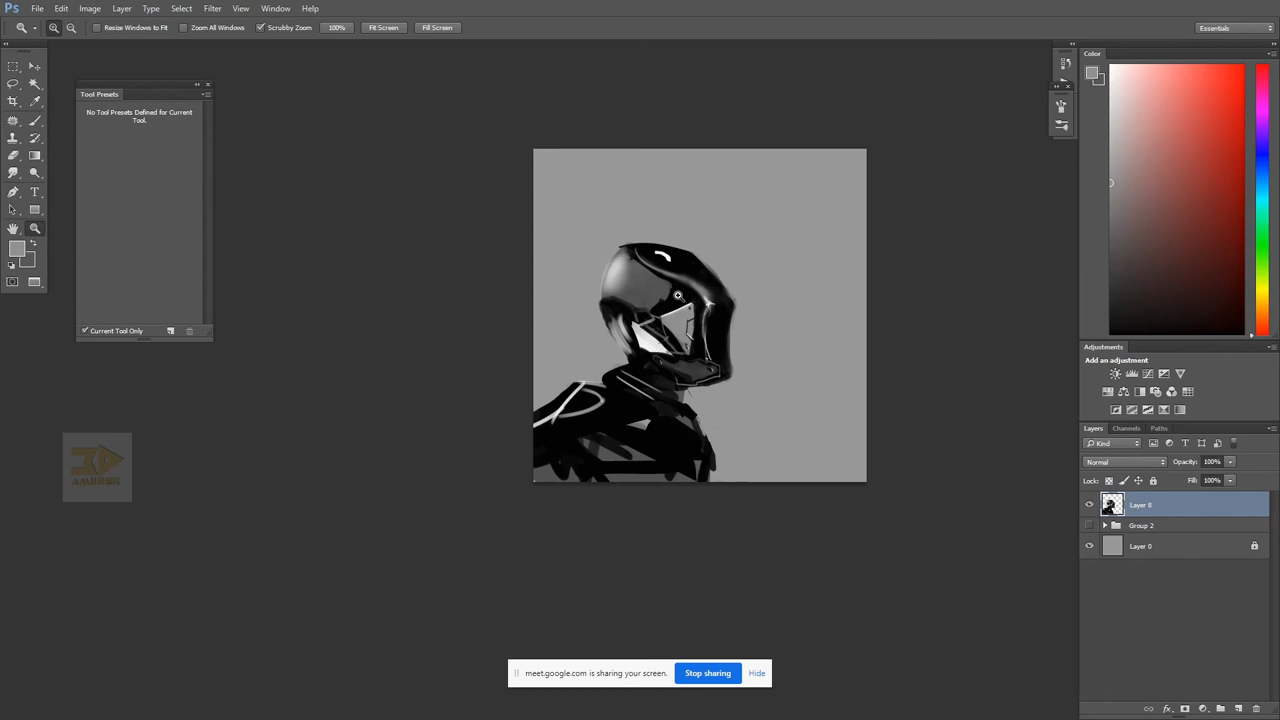 Ps File Edit Image Layer Type Select Filter View Window Help
Resize Windows to Fit Zoom All Windows Scrubby Zoom 100% Fit Screen Fill Screen Essentials
Color
Tool Presets
No Tool Presets Defined for Current
Tool.
Current Tool Only
Adjustments
Add an adjustment
Layers Channels Paths
Kind
Normal Opacity: 100%
Lock: Fill: 100%
Layer 8
Group 2
Layer 0
meet.google.com is sharing your screen. Stop sharing Hide